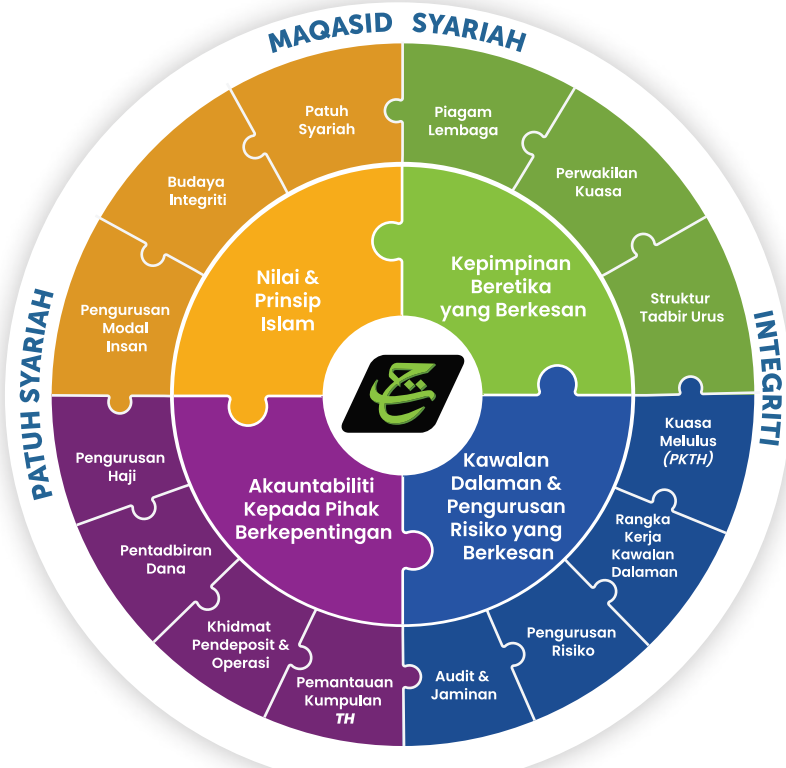 MAQASID SYARIAH
Patuh
Syariah
Piagam
Lembaga
Budaya
Integriti
Perwakilan
Kuasa
Pengurusan
Modal
Insan
Nilai &
Prinsip
Islam
Kepimpinan
Beretika
yang Berkesan
Struktur
Tadbir Urus
PATUH SYARIAH
INTEGRITI
حج
Pengurusan
Haji
Akauntabiliti
Kepada Pihak
Berkepentingan
Kawalan
Dalaman &
Pengurusan
Risiko yang
Berkesan
Kuasa
Melulus
(PKTH)
Pentadbiran
Dana
Rangka
Kerja
Kawalan
Dalaman
Khidmat
Pendeposit &
Operasi
Pengurusan
Risiko
Pemantauan
Kumpulan
TH
Audit &
Jaminan